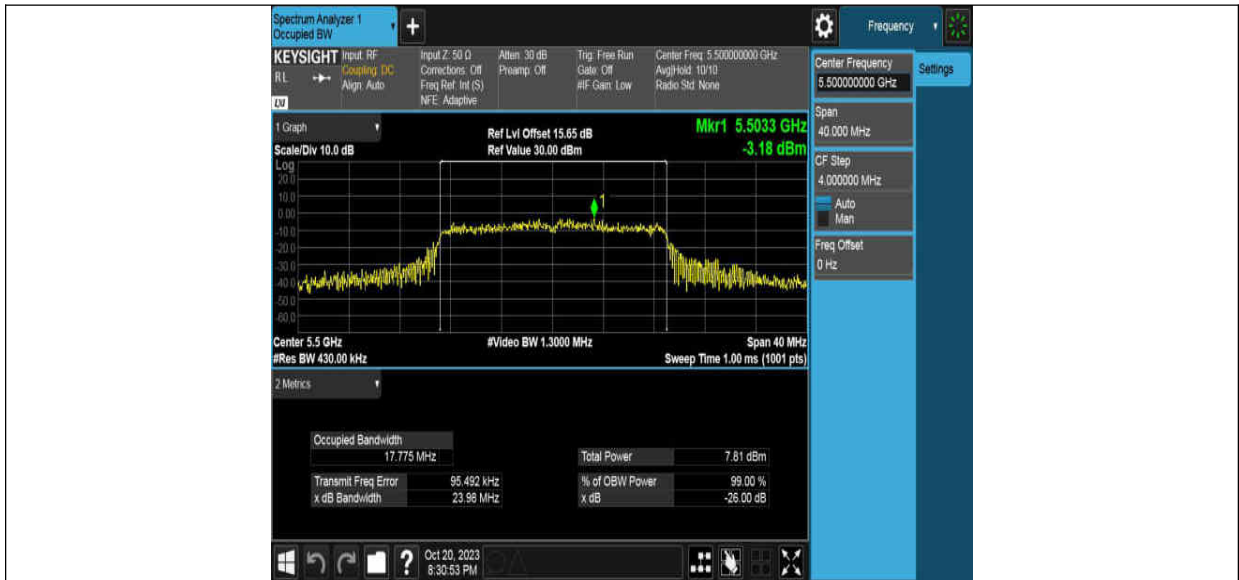 Spectrum Analyzer 1
Occupied BW
+
Frequency
KEYSIGHT
Input: RF
Coupling: DC
Align: Auto
Input Z: 50 Ω
Corrections: Off
Freq Ref: Int (S)
NFE: Adaptive
Atten: 30 dB
Preamp: Off
Trig: Free Run
Gate: Off
#IF Gain: Low
Center Freq: 5.500000000 GHz
Avg|Hold: 10/10
Radio Std: None
RL
LXI
Center Frequency
5.500000000 GHz
Settings
Span
40.000 MHz
CF Step
4.000000 MHz
Auto
Man
Freq Offset
0 Hz
1 Graph
Ref Lvl Offset 15.65 dB
Mkr1 5.5033 GHz
Scale/Div 10.0 dB
Ref Value 30.00 dBm
-3.18 dBm
Log
20.0
10.0
0.00
-10.0
-20.0
-30.0
-40.0
-50.0
-60.0
1
Center 5.5 GHz
#Video BW 1.3000 MHz
Span 40 MHz
#Res BW 430.00 kHz
Sweep Time 1.00 ms (1001 pts)
2 Metrics
Occupied Bandwidth
17.775 MHz
Total Power 7.81 dBm
Transmit Freq Error 95.492 kHz
% of OBW Power 99.00 %
x dB Bandwidth 23.98 MHz
x dB -26.00 dB
?
Oct 20, 2023
8:30:53 PM